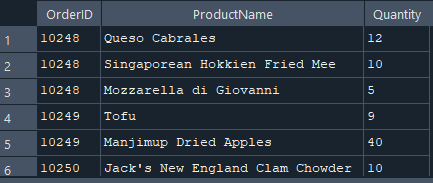 OrderID ProductName Quantity
1 10248 Queso Cabrales 12
2 10248 Singaporean Hokkien Fried Mee 10
3 10248 Mozzarella di Giovanni 5
4 10249 Tofu 9
5 10249 Manjimup Dried Apples 40
6 10250 Jack's New England Clam Chowder 10